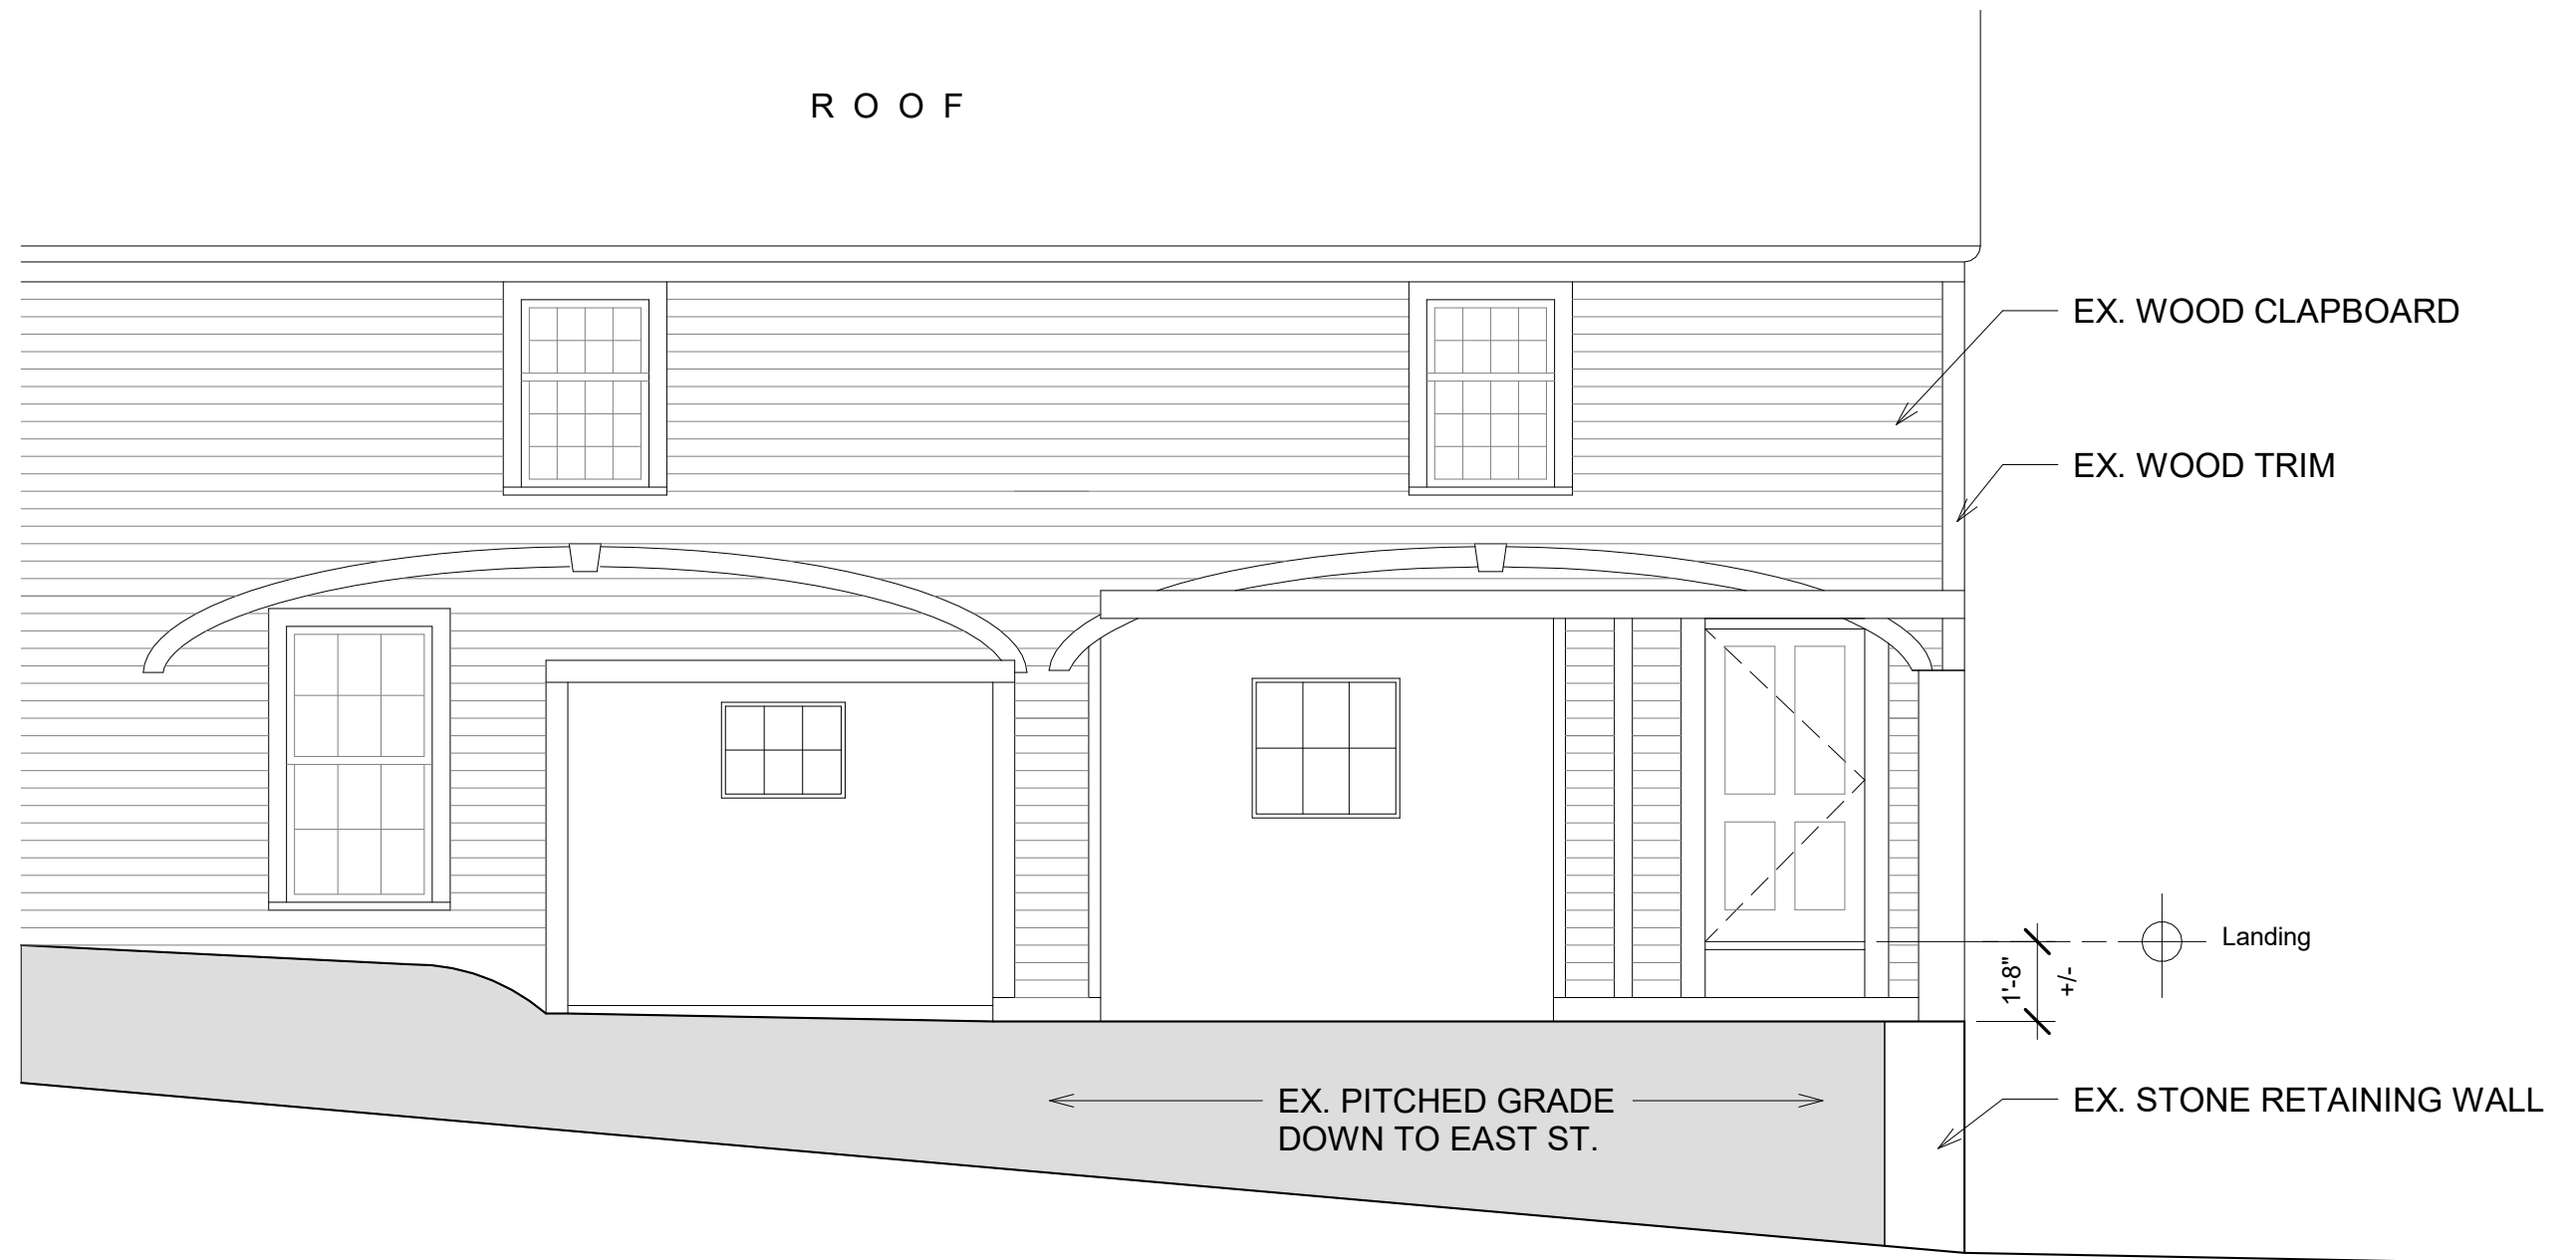 R O O F
EX. WOOD CLAPBOARD
EX. WOOD TRIM
Landing
1'-8"
+/-
EX. PITCHED GRADE
DOWN TO EAST ST.
EX. STONE RETAINING WALL